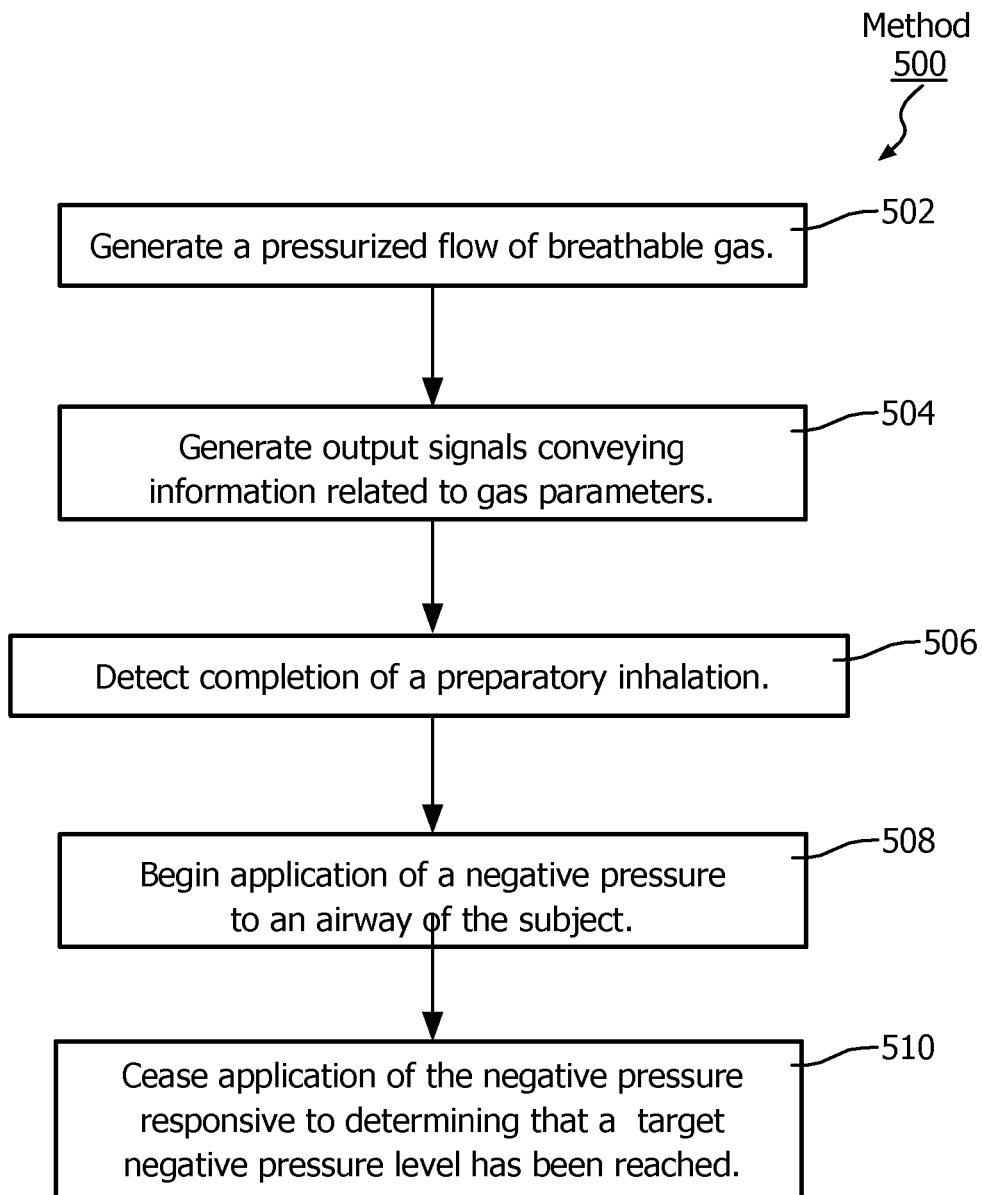 Method
500
502
Generate a pressurized flow of breathable gas.
504
Generate output signals conveying
information related to gas parameters.
506
Detect completion of a preparatory inhalation.
508
Begin application of a negative pressure
to an airway of the subject.
510
Cease application of the negative pressure
responsive to determining that a target
negative pressure level has been reached.